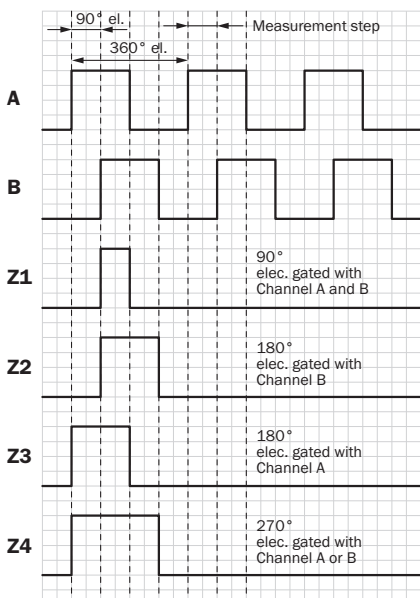 90° el.
Measurement step
360° el.
A
B
Z1
90°
elec. gated with
Channel A and B
Z2
180°
elec. gated with
Channel B
Z3
180°
elec. gated with
Channel A
Z4
270°
elec. gated with
Channel A or B